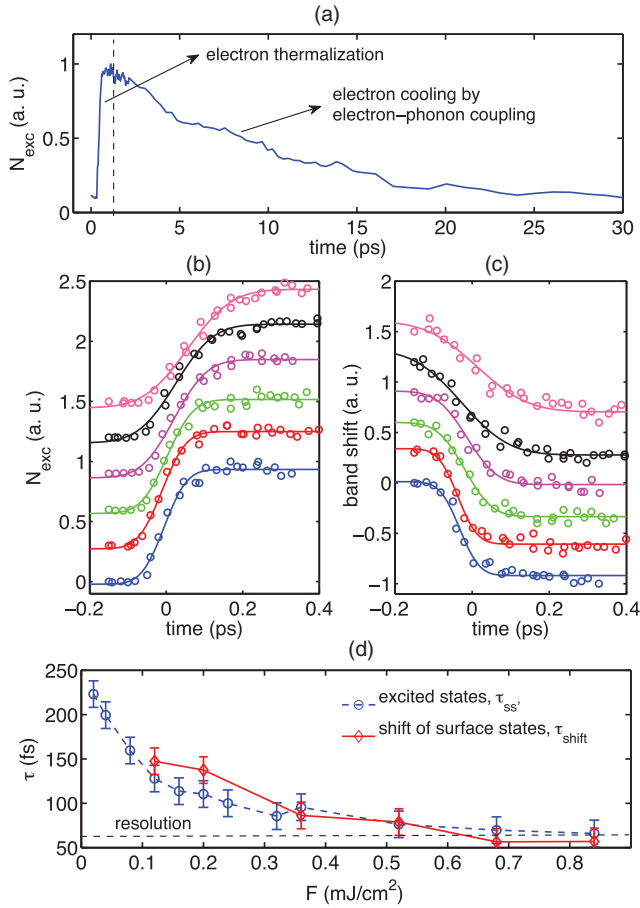 (a)
1
0.5
0
N_exc (a. u.)
electron thermalization
electron cooling by
electron–phonon coupling
0 5 10 15 20 25 30
time (ps)
(b)
2.5
2
1.5
1
0.5
0
N_exc (a. u.)
−0.2 0 0.2 0.4
time (ps)
(c)
2
1.5
1
0.5
0
−0.5
−1
band shift (a. u.)
−0.2 0 0.2 0.4
time (ps)
(d)
250
200
150
100
50
τ (fs)
excited states, τ_ss'
shift of surface states, τ_shift
resolution
0 0.1 0.2 0.3 0.4 0.5 0.6 0.7 0.8
F (mJ/cm²)